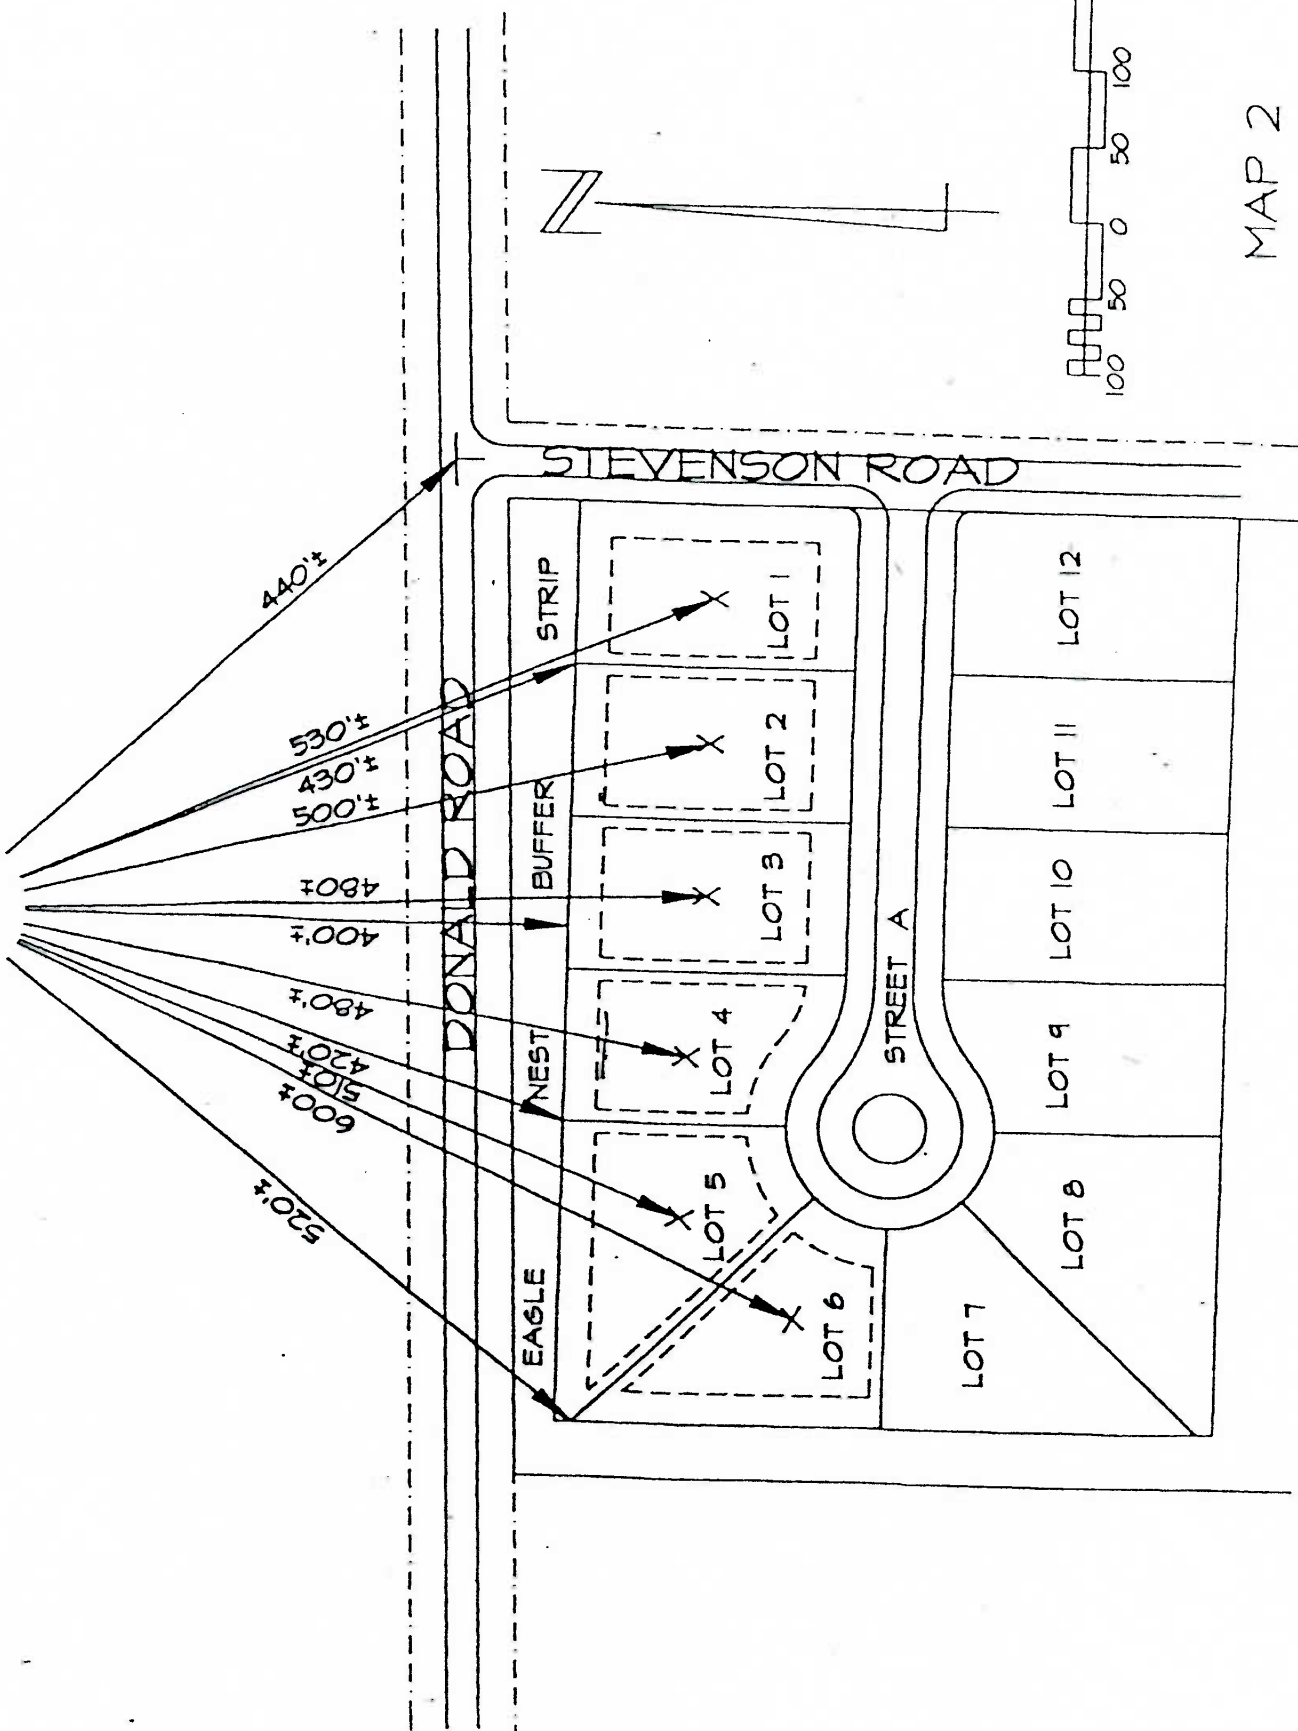 440'±
530'±
430'±
500'±
480±
400'±
480'±
420'±
510±
600±
520'±
DONALD ROAD
STEVENSON ROAD
N
EAGLE NEST BUFFER STRIP
LOT 1
LOT 2
LOT 3
LOT 4
LOT 5
LOT 6
STREET A
LOT 7
LOT 8
LOT 9
LOT 10
LOT 11
LOT 12
100 50 0 50 100
MAP 2